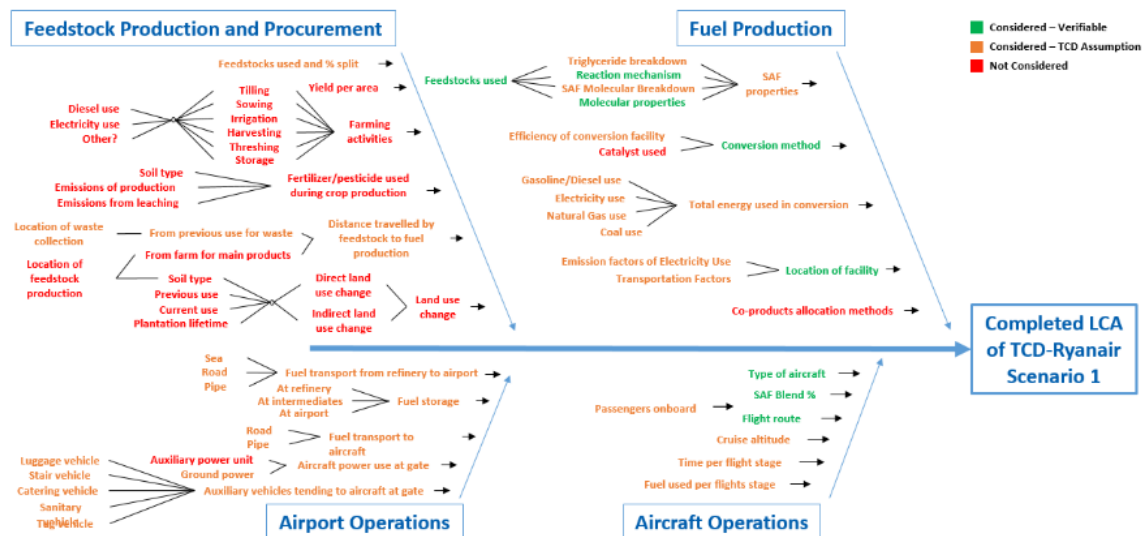 Feedstock Production and Procurement
Feedstocks used and % split
Yield per area
Diesel use
Electricity use
Other?
Tilling
Sowing
Irrigation
Harvesting
Threshing
Storage
Farming
activities
Soil type
Emissions of production
Emissions from leaching
Fertilizer/pesticide used
during crop production
Location of waste
collection
From previous use for waste
Distance travelled by
feedstock to fuel
production
Location of
feedstock
production
From farm for main products
Soil type
Previous use
Current use
Plantation lifetime
Direct land
use change
Indirect land
use change
Land use
change
Fuel Production
Feedstocks used
Triglyceride breakdown
Reaction mechanism
SAF Molecular Breakdown
Molecular properties
SAF
properties
Efficiency of conversion facility
Catalyst used
Conversion method
Gasoline/Diesel use
Electricity use
Natural Gas use
Coal use
Total energy used in conversion
Emission factors of Electricity Use
Transportation Factors
Location of facility
Co-products allocation methods
Considered – Verifiable
Considered – TCD Assumption
Not Considered
Completed LCA
of TCD-Ryanair
Scenario 1
Sea
Road
Pipe
Fuel transport from refinery to airport
At refinery
At intermediates
At airport
Fuel storage
Road
Pipe
Fuel transport to
aircraft
Auxiliary power unit
Ground power
Aircraft power use at gate
Luggage vehicle
Stair vehicle
Catering vehicle
Sanitary
vehicle
Tug vehicle
Auxiliary vehicles tending to aircraft at gate
Airport Operations
Type of aircraft
SAF Blend %
Passengers onboard
Flight route
Cruise altitude
Time per flight stage
Fuel used per flights stage
Aircraft Operations